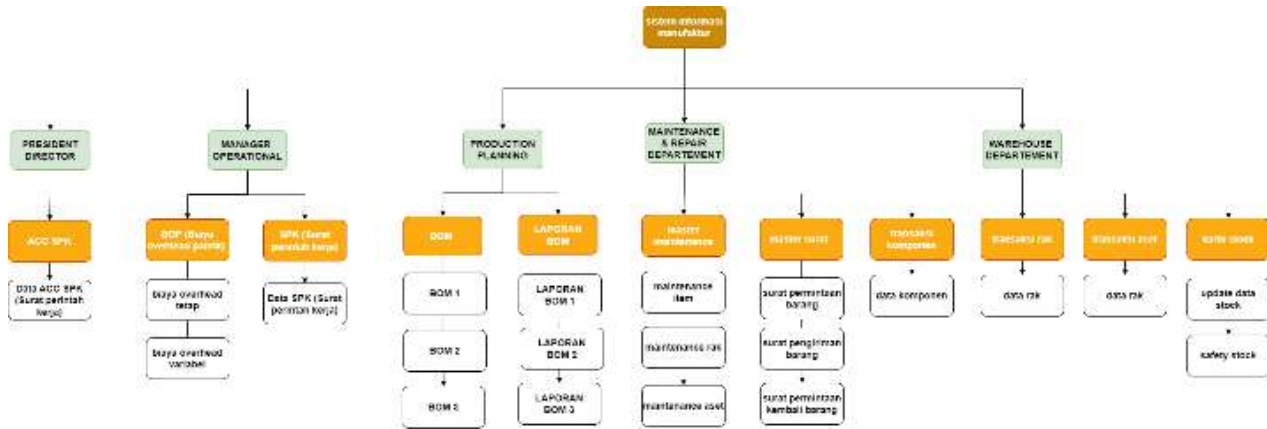 sistem informasi
manufaktur
PRESIDENT
DIRECTOR
MANAGER
OPERATIONAL
PRODUCTION
PLANNING
MAINTENANCE
& REPAIR
DEPARTEMENT
WAREHOUSE
DEPARTEMENT
ACC SPK
BOP (Biaya
overhead pabrik)
SPK (Surat
perintah kerja)
BOM
LAPORAN
BOM
master
maintenance
master surat
transaksi
komponen
transaksi rak
transaksi aset
kartu stock
ACC SPK
(Surat perintah
kerja)
biaya overhead
tetap
biaya overhead
variabel
Data SPK (Surat
perintah kerja)
BOM 1
BOM 2
BOM 3
LAPORAN
BOM 1
LAPORAN
BOM 2
LAPORAN
BOM 3
maintenance
item
maintenance rak
maintenance aset
surat permintaan
barang
surat pengiriman
barang
surat permintaan
kembali barang
data komponen
data rak
data rak
update data
stock
safety stock